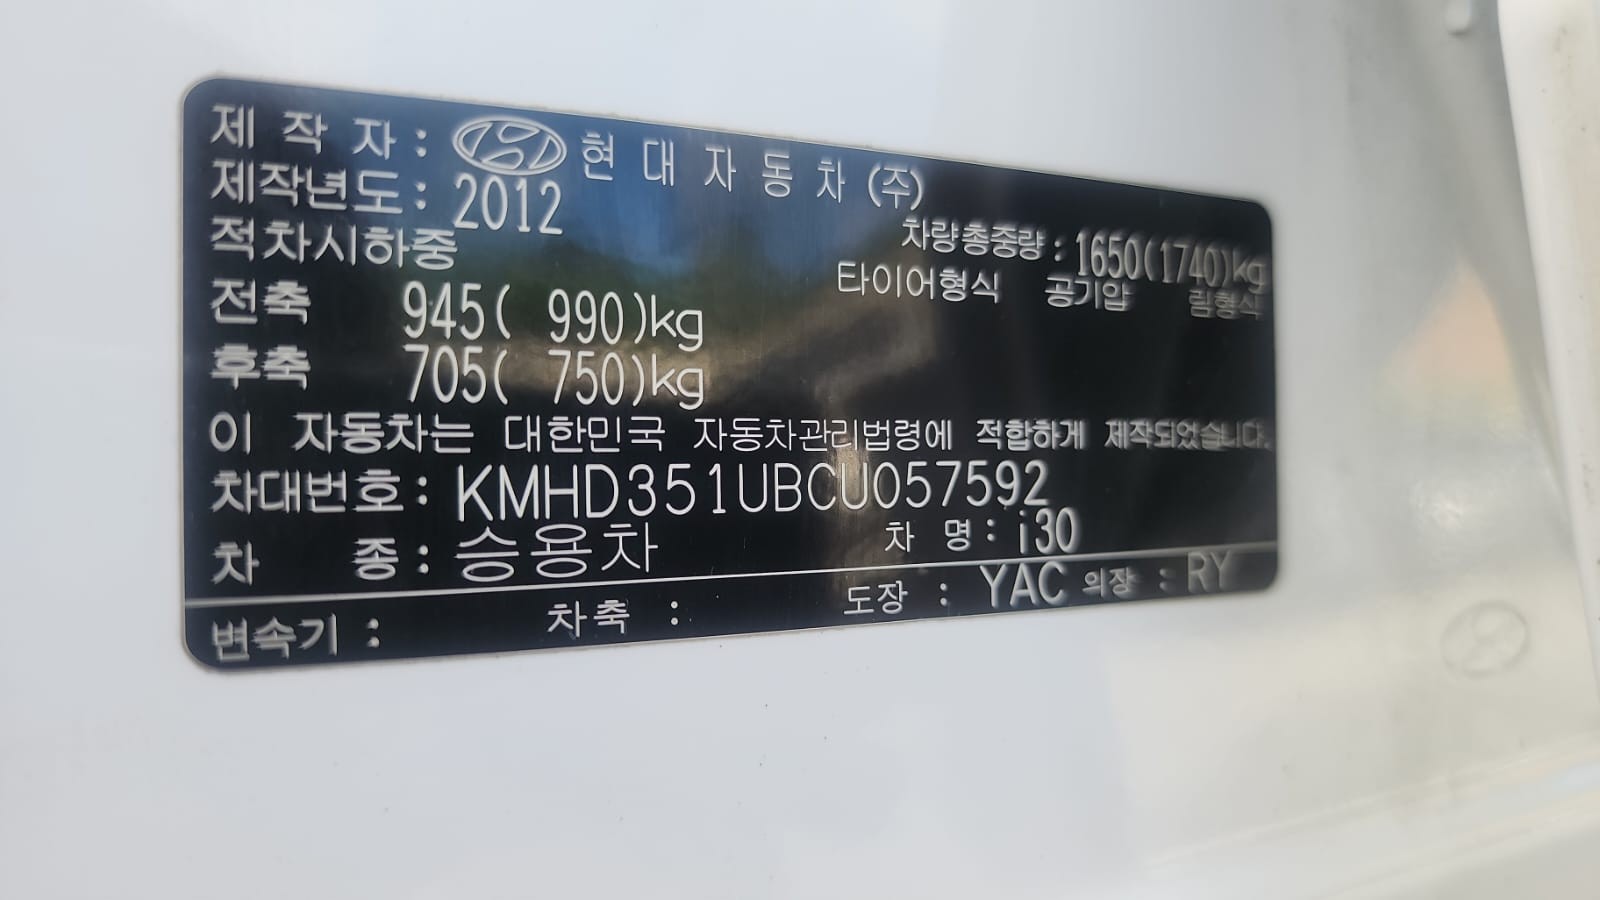 제 작 자 : 현 대 자 동 차 (주)
제작년도 : 2012
적차시하중 차량총중량 : 1650(1740)kg
타이어형식 공기압 림형식
전축 945( 990)kg
후축 705( 750)kg
이 자동차는 대한민국 자동차관리법령에 적합하게 제작되었습니다.
차대번호 : KMHD351UBCU057592
차 종 : 승용차 차 명 : i30
변속기 : 차축 : 도장 : YAC 의장 : RY